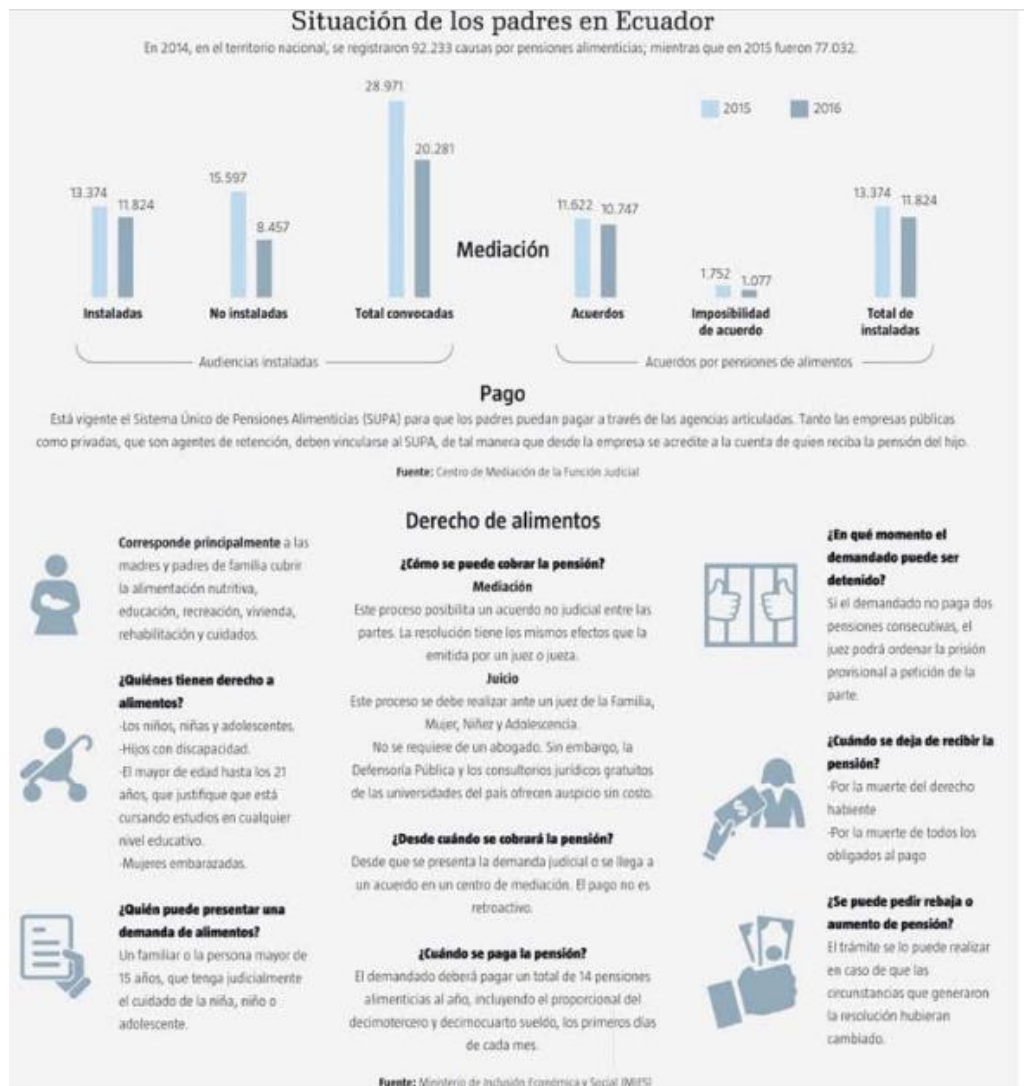 Situación de los padres en Ecuador
En 2014, en el territorio nacional, se registraron 92.233 causas por pensiones alimenticias; mientras que en 2015 fueron 77.032.
28.971
2015
2016
20.281
15.597
13.374
11.824
8.457
13.374
11.824
11.622
10.747
Mediación
1.752
1.077
Instaladas
No instaladas
Total convocadas
Acuerdos
Imposibilidad
de acuerdo
Total de
instaladas
Audiencias instaladas
Acuerdos por pensiones de alimentos
Pago
Está vigente el Sistema Único de Pensiones Alimenticias (SUPA) para que los padres puedan pagar a través de las agencias articuladas. Tanto las empresas públicas
como privadas, que son agentes de retención, deben vincularse al SUPA, de tal manera que desde la empresa se acredite a la cuenta de quien reciba la pensión del hijo.
Fuente: Centro de Mediación de la Función Judicial
Derecho de alimentos
Corresponde principalmente a las
madres y padres de familia cubrir
la alimentación nutritiva,
educación, recreación, vivienda,
rehabilitación y cuidados.
¿Quiénes tienen derecho a
alimentos?
-Los niños, niñas y adolescentes.
-Hijos con discapacidad.
-El mayor de edad hasta los 21
años, que justifique que está
cursando estudios en cualquier
nivel educativo.
-Mujeres embarazadas.
¿Quién puede presentar una
demanda de alimentos?
Un familiar o la persona mayor de
15 años, que tenga judicialmente
el cuidado de la niña, niño o
adolescente.
¿Cómo se puede cobrar la pensión?
Mediación
Este proceso posibilita un acuerdo no judicial entre las
partes. La resolución tiene los mismos efectos que la
emitida por un juez o jueza.
Juicio
Este proceso se debe realizar ante un juez de la Familia,
Mujer, Niñez y Adolescencia.
No se requiere de un abogado. Sin embargo, la
Defensoría Pública y los consultorios jurídicos gratuitos
de las universidades del país ofrecen auspicio sin costo.
¿Desde cuándo se cobrará la pensión?
Desde que se presenta la demanda judicial o se llega a
un acuerdo en un centro de mediación. El pago no es
retroactivo.
¿Cuándo se paga la pensión?
El demandado deberá pagar un total de 14 pensiones
alimenticias al año, incluyendo el proporcional del
decimotercero y decimocuarto sueldo, los primeros días
de cada mes.
¿En qué momento el
demandado puede ser
detenido?
Si el demandado no paga dos
pensiones consecutivas, el
juez podrá ordenar la prisión
provisional a petición de la
parte.
¿Cuándo se deja de recibir la
pensión?
-Por la muerte del derecho
habiente
-Por la muerte de todos los
obligados al pago
¿Se puede pedir rebaja o
aumento de pensión?
El trámite se lo puede realizar
en caso de que las
circunstancias que generaron
la resolución hubieran
cambiado.
Fuente: Ministerio de Inclusión Económica y Social (MIES)